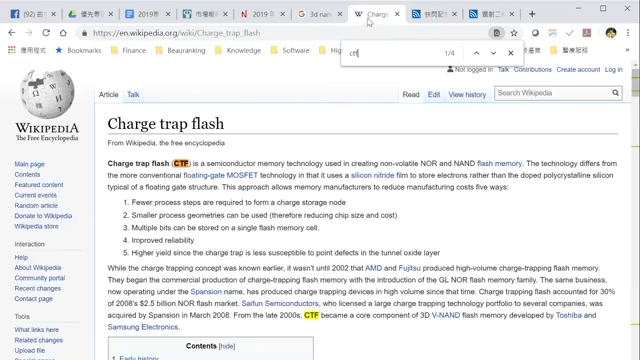 (92) 由
優先看
2019熊
市場報
2019 R
3d nan
Charge
快閃記
雷射二極
https://en.wikipedia.org/wiki/Charge_trap_flash
應用程式
Bookmarks
Finance
Banking
Economy
Knowledge
醫療服務
ctf
1/4
Not logged in Talk Contributions Create account Log in
Article Talk
Read Edit View history
Search Wikipedia
WIKIPEDIA
The Free Encyclopedia
Main page
Contents
Featured content
Current events
Random article
Donate to Wikipedia
Wikipedia store
Interaction
Help
About Wikipedia
Community portal
Recent changes
Contact page
Tools
What links here
Related changes
Upload file
Charge trap flash
From Wikipedia, the free encyclopedia
Charge trap flash (CTF) is a semiconductor memory technology used in creating non-volatile NOR and NAND flash memory. The technology differs from
the more conventional floating-gate MOSFET technology in that it uses a silicon nitride film to store electrons rather than the doped polycrystalline silicon
typical of a floating gate structure. This approach allows memory manufacturers to reduce manufacturing costs five ways:
1. Fewer process steps are required to form a charge storage node
2. Smaller process geometries can be used (therefore reducing chip size and cost)
3. Multiple bits can be stored on a single flash memory cell.
4. Improved reliability
5. Higher yield since the charge trap is less susceptible to point defects in the tunnel oxide layer
While the charge trapping concept was known earlier, it wasn't until 2002 that AMD and Fujitsu produced high-volume charge-trapping flash memory.
They began the commercial production of charge-trapping flash memory with the introduction of the GL NOR flash memory family. The same business,
now operating under the Spansion name, has produced charge trapping devices in high volume since that time. Charge trapping flash accounted for 30%
of 2008's $2.5 billion NOR flash market. Saifun Semiconductors, who licensed a large charge trapping technology portfolio to several companies, was
acquired by Spansion in March 2008. From the late 2000s, CTF became a core component of 3D V-NAND flash memory developed by Toshiba and
Samsung Electronics.
Contents [hide]
1 Early history